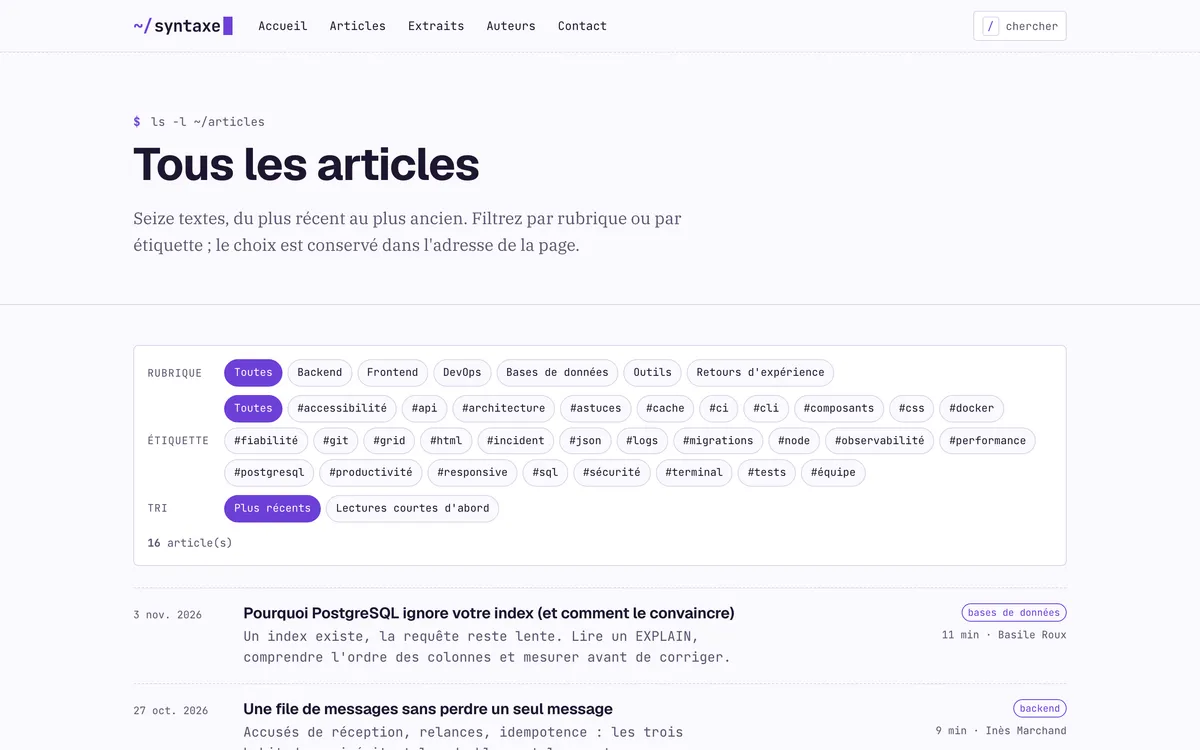 ~/syntaxe Accueil Articles Extraits Auteurs Contact / chercher
$ ls -l ~/articles
Tous les articles
Seize textes, du plus récent au plus ancien. Filtrez par rubrique ou par
étiquette ; le choix est conservé dans l'adresse de la page.
RUBRIQUE Toutes Backend Frontend DevOps Bases de données Outils Retours d'expérience
Toutes #accessibilité #api #architecture #astuces #cache #ci #cli #composants #css #docker
ÉTIQUETTE #fiabilité #git #grid #html #incident #json #logs #migrations #node #observabilité #performance
#postgresql #productivité #responsive #sql #sécurité #terminal #tests #équipe
TRI Plus récents Lectures courtes d'abord
16 article(s)
3 nov. 2026 Pourquoi PostgreSQL ignore votre index (et comment le convaincre) bases de données
Un index existe, la requête reste lente. Lire un EXPLAIN, 11 min · Basile Roux
comprendre l'ordre des colonnes et mesurer avant de corriger.
27 oct. 2026 Une file de messages sans perdre un seul message backend
Accusés de réception, relances, idempotence : les trois 9 min · Inès Marchand